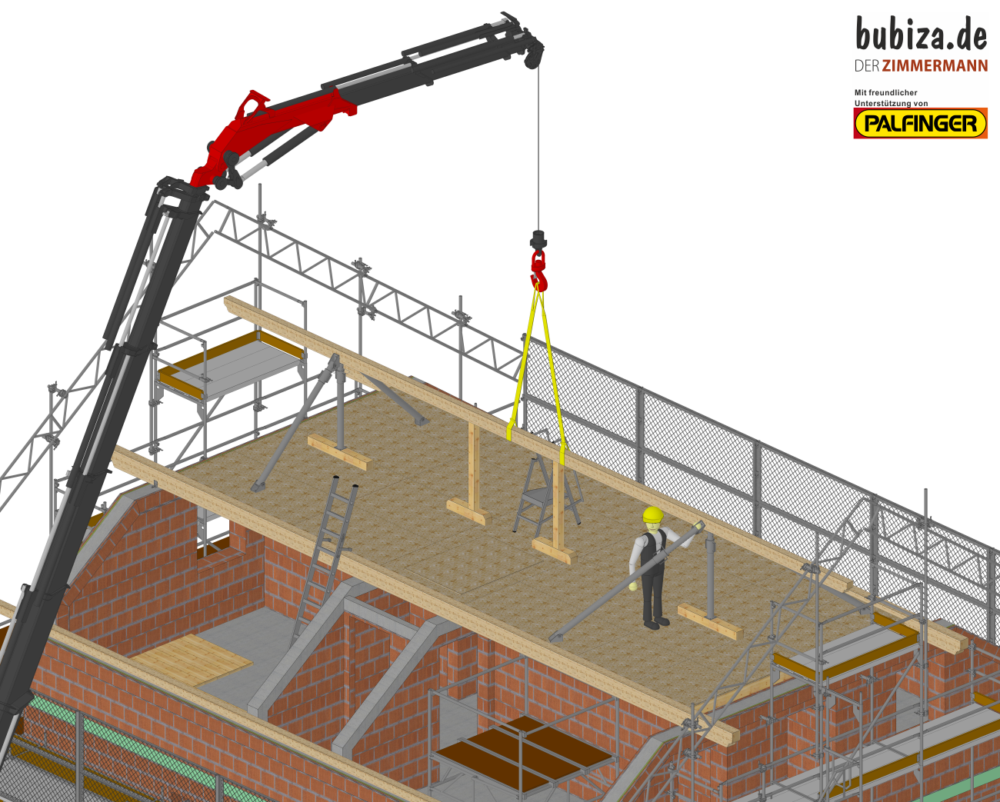 bubiza.de
DER ZIMMERMANN
Mit freundlicher
Unterstützung von
PALFINGER